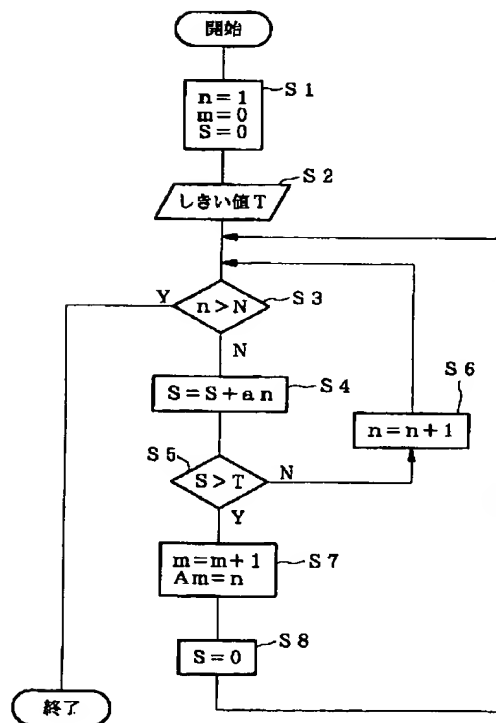 開始
S1
n=1
m=0
S=0
S2
しきい値T
Y
n>N
S3
N
S=S+an
S4
S6
n=n+1
S5
S>T
N
Y
m=m+1
Am=n
S7
S=0
S8
終了